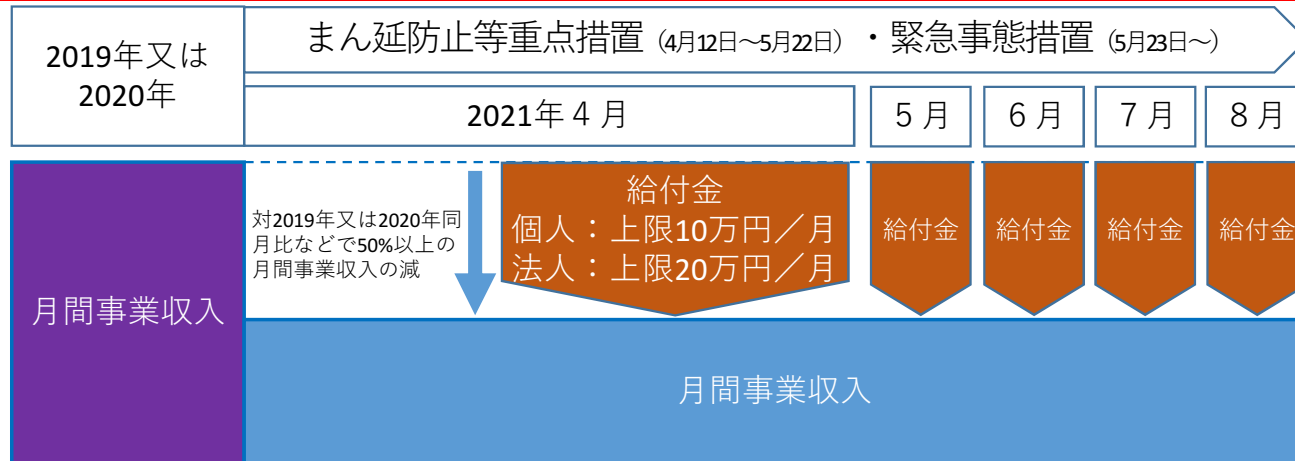 2019年又は
2020年
まん延防止等重点措置（4月12日～5月22日）・緊急事態措置（5月23日～）
2021年４月
５月
６月
７月
８月
対2019年又は2020年同
月比などで50%以上の
月間事業収入の減
給付金
個人：上限10万円／月
法人：上限20万円／月
給付金
給付金
給付金
給付金
月間事業収入
月間事業収入